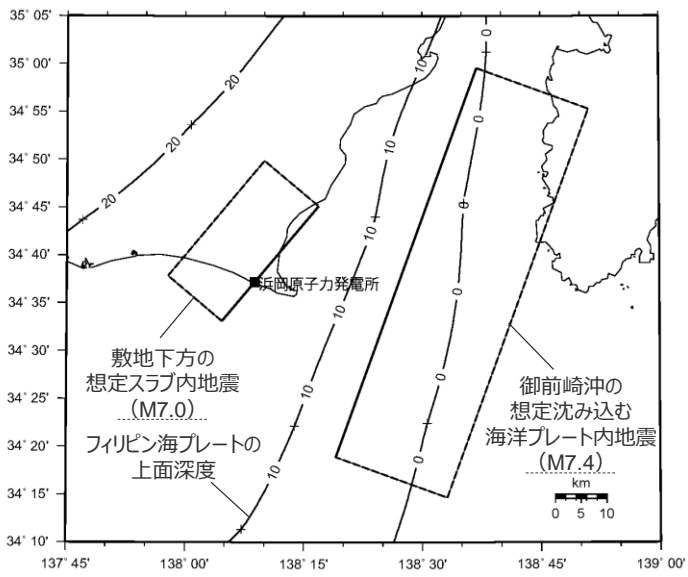 35˚ 05'
35˚ 00'
34˚ 55'
34˚ 50'
34˚ 45'
34˚ 40'
34˚ 35'
34˚ 30'
34˚ 25'
34˚ 20'
34˚ 15'
34˚ 10'
137˚ 45'
138˚ 00'
138˚ 15'
138˚ 30'
138˚ 45'
139˚ 00'
20
20
20
10
10
10
10
10
0
0
0
0
0
0
浜岡原子力発電所
敷地下方の
想定スラブ内地震
（M7.0）
フィリピン海プレートの
上面深度
御前崎沖の
想定沈み込む
海洋プレート内地震
（M7.4）
km
0 5 10